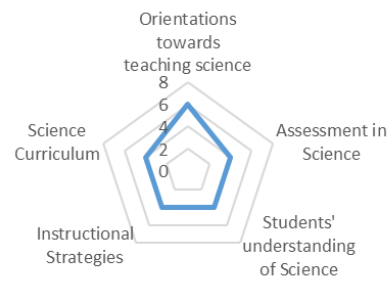 Orientations
towards
teaching science
8
6
4
2
0
Assessment in
Science
Students'
understanding
of Science
Instructional
Strategies
Science
Curriculum